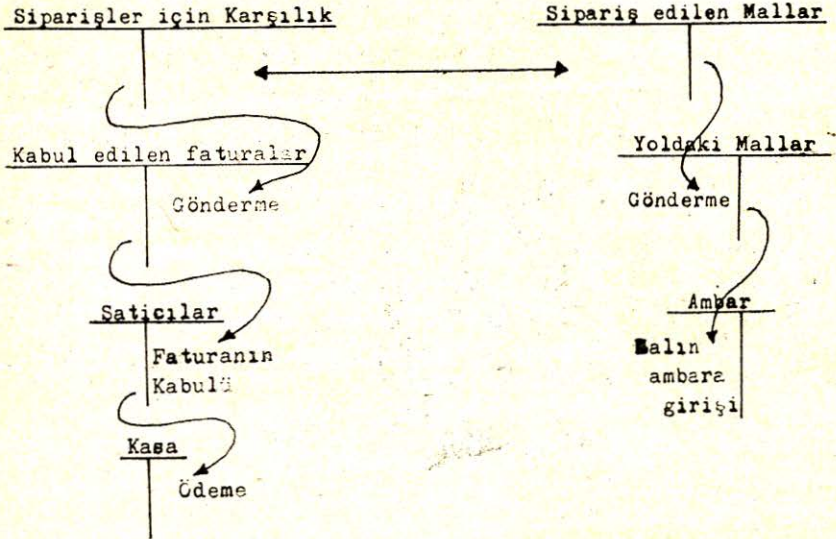 Siparişler için Karşılık
Sipariş edilen Mallar
Kabul edilen faturalar
Yoldaki Mallar
Gönderme
Gönderme
Satıcılar
Ambar
Faturanın
Kabulü
Malın
ambara
girişi
Kasa
Ödeme